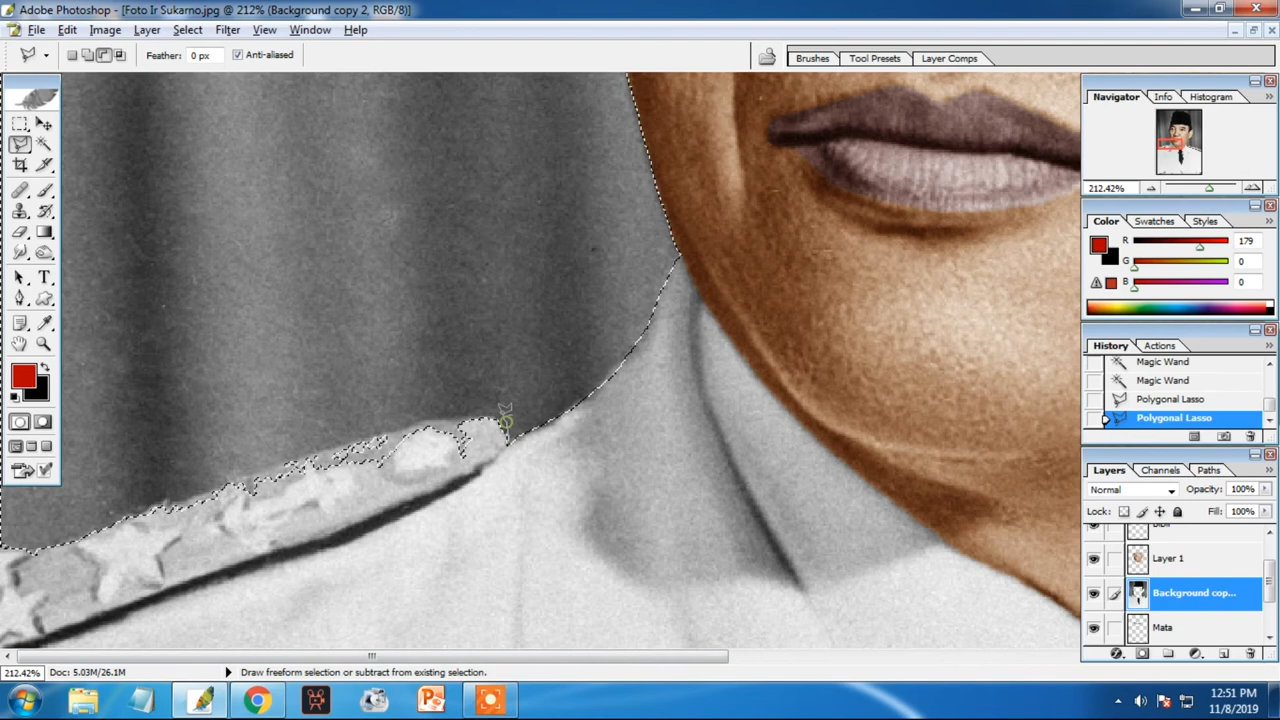 Adobe Photoshop - [Foto Ir Sukarno.jpg @ 212% (Background copy 2, RGB/8)]
File Edit Image Layer Select Filter View Window Help
Feather: 0 px Anti-aliased
Brushes Tool Presets Layer Comps
Navigator Info Histogram
212.42%
Color Swatches Styles
R 179
G 0
B 0
History Actions
Magic Wand
Magic Wand
Polygonal Lasso
Polygonal Lasso
Layers Channels Paths
Normal Opacity: 100%
Lock: Fill: 100%
Layer 1
Background cop...
Mata
212.42% Doc: 5.03M/26.1M Draw freeform selection or subtract from existing selection.
12:51 PM
11/8/2019